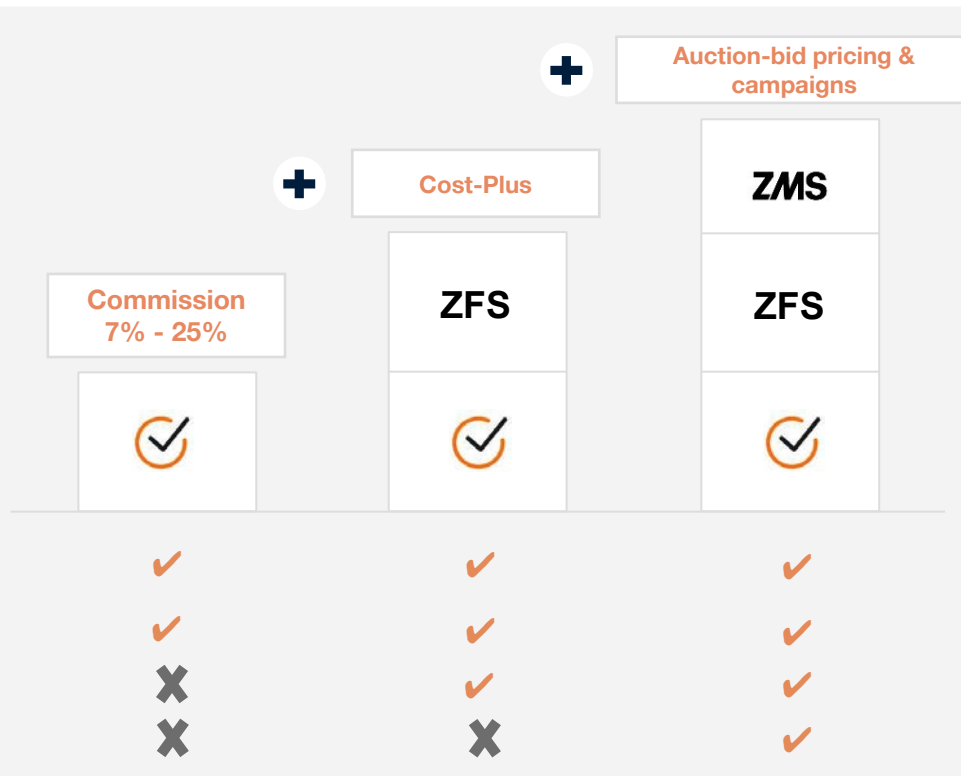 Auction-bid pricing &
campaigns
Cost-Plus
ZMS
Commission
7% - 25%
ZFS
ZFS